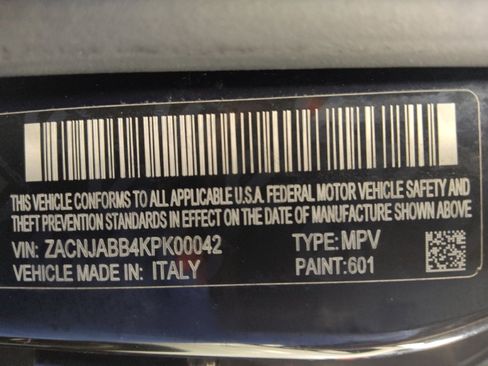 THIS VEHICLE CONFORMS TO ALL APPLICABLE U.S.A. FEDERAL MOTOR VEHICLE SAFETY AND
THEFT PREVENTION STANDARDS IN EFFECT ON THE DATE OF MANUFACTURE SHOWN ABOVE
VIN: ZACNJABB4KPK00042 TYPE: MPV
VEHICLE MADE IN: ITALY PAINT:601